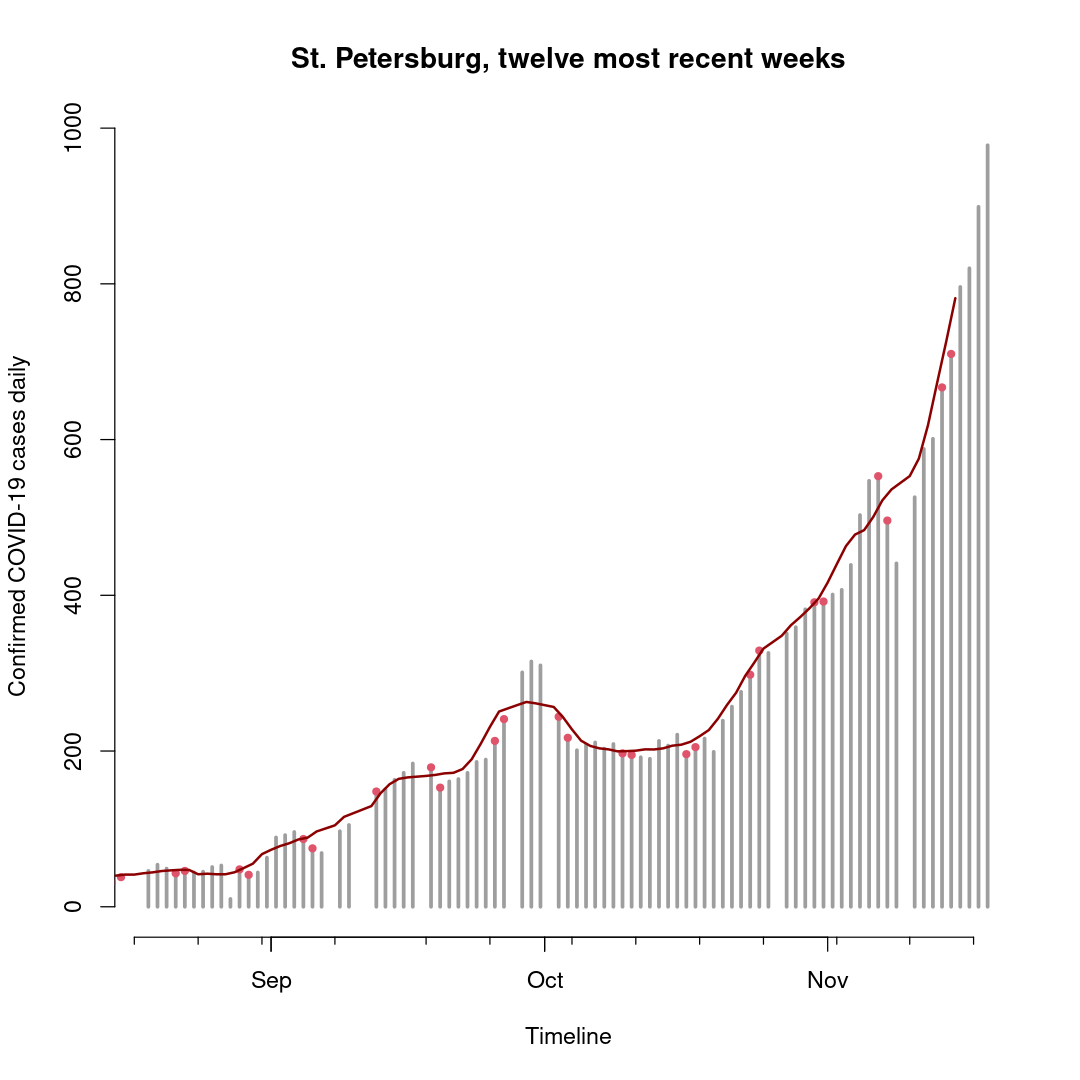 St. Petersburg, twelve most recent weeks
1000
800
600
400
200
0
Confirmed COVID-19 cases daily
Sep Oct Nov
Timeline